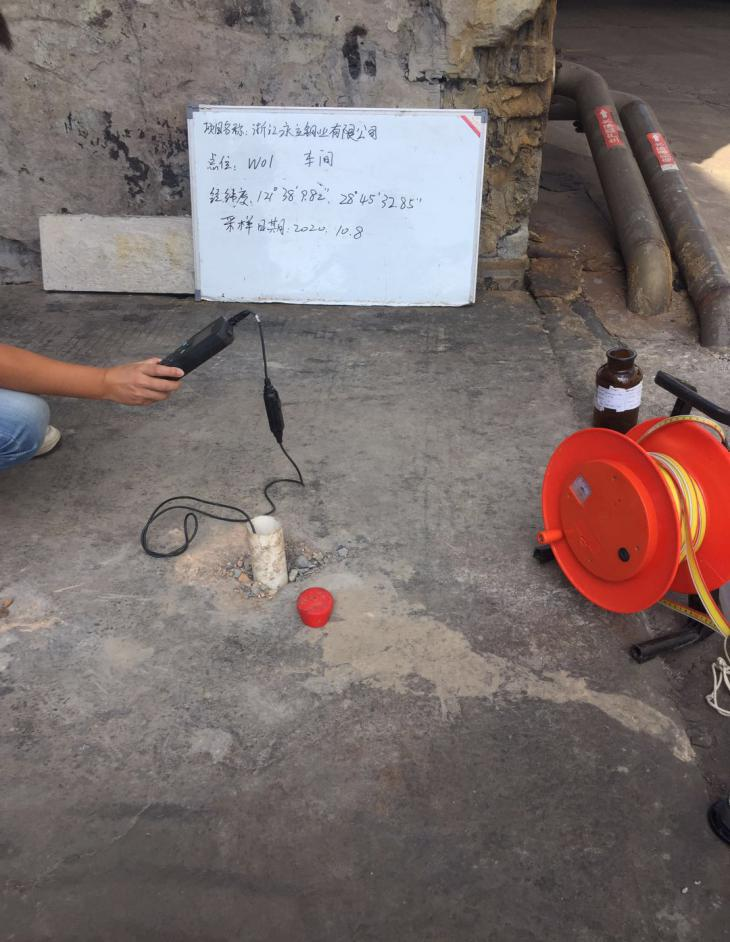 项目名称: 浙江永立钢业有限公司
点位: W01 车间
经纬度: 121°38'9.82", 28°45'32.85"
采样日期: 2020. 10.8